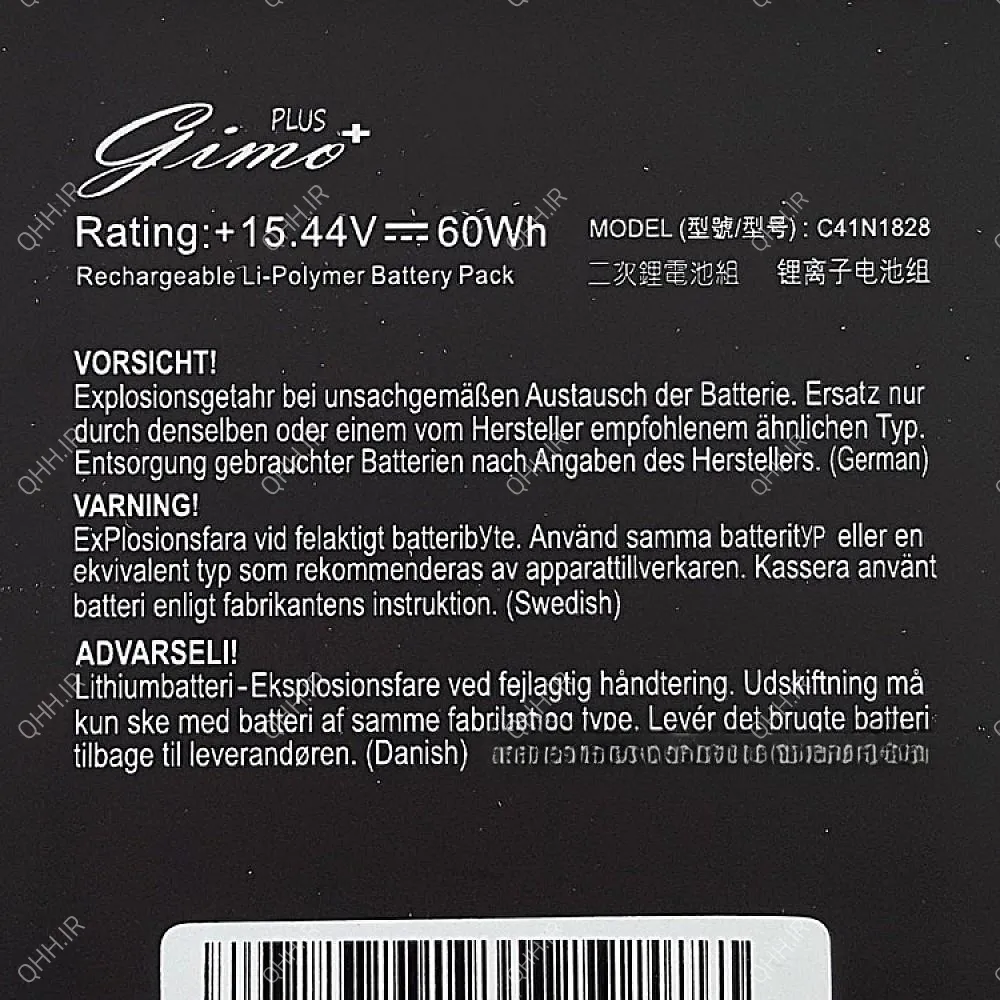 PLUS
Gimo+
Rating:+15.44V⎓60Wh
MODEL (型號/型号) : C41N1828
Rechargeable Li-Polymer Battery Pack
二次鋰電池組 锂离子电池组
VORSICHT!
Explosionsgetahr bei unsachgemäßen Austausch der Batterie. Ersatz nur
durch denselben oder einem vom Hersteller empfohlenem ähnlichen Typ.
Entsorgung gebrauchter Batterien nach Angaben des Herstellers. (German)
VARNING!
ExPlosionsfara vid felaktigt batteribyte. Använd samma batterityP eller en
ekvivalent typ som rekommenderas av apparattillverkaren. Kassera använt
batteri enligt fabrikantens instruktion. (Swedish)
ADVARSELI!
Lithiumbatteri-Eksplosionsfare ved fejlagtig håndtering. Udskiftning må
kun ske med batteri af samme type. Levér det brugte batteri
tilbage til leverandøren. (Danish)
QHH.IR